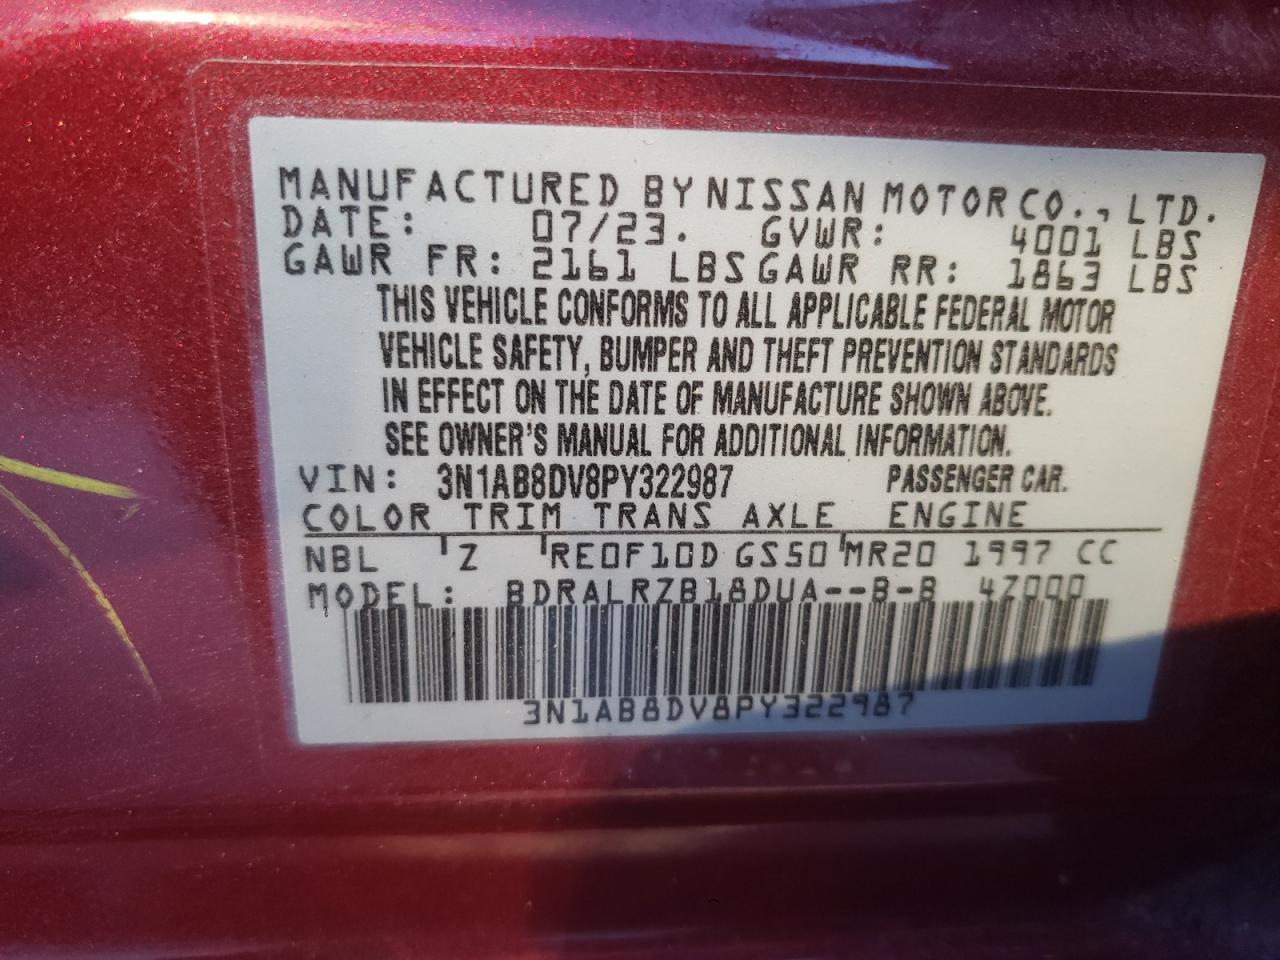 MANUFACTURED BY NISSAN MOTOR CO., LTD.
DATE: 07/23. GVWR: 4001 LBS
GAWR FR: 2161 LBS GAWR RR: 1863 LBS
THIS VEHICLE CONFORMS TO ALL APPLICABLE FEDERAL MOTOR
VEHICLE SAFETY, BUMPER AND THEFT PREVENTION STANDARDS
IN EFFECT ON THE DATE OF MANUFACTURE SHOWN ABOVE.
SEE OWNER'S MANUAL FOR ADDITIONAL INFORMATION.
VIN: 3N1AB8DV8PY322987 PASSENGER CAR.
COLOR TRIM TRANS AXLE ENGINE
NBL Z RE0F10D GS50 MR20 1997 CC
MODEL: BDRALRZB18DUA--B-B 47000
3N1AB8DV8PY322987